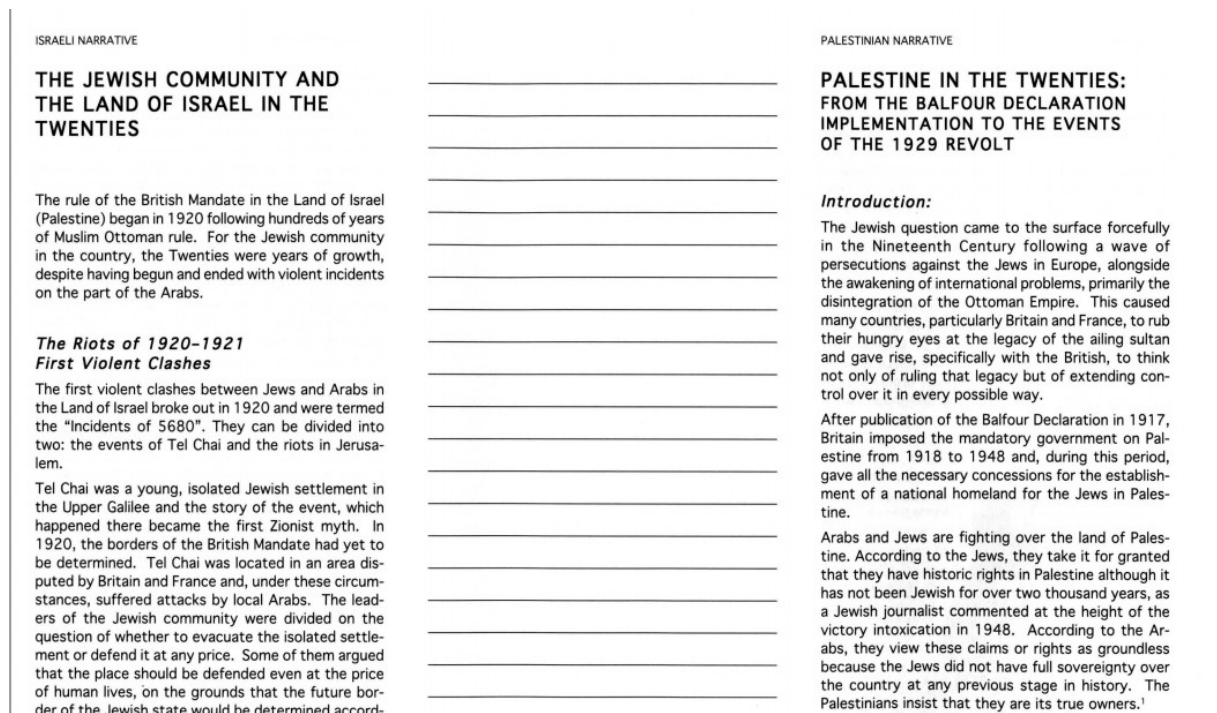 ISRAELI NARRATIVE
THE JEWISH COMMUNITY AND
THE LAND OF ISRAEL IN THE
TWENTIES
The rule of the British Mandate in the Land of Israel
(Palestine) began in 1920 following hundreds of years
of Muslim Ottoman rule. For the Jewish community
in the country, the Twenties were years of growth,
despite having begun and ended with violent incidents
on the part of the Arabs.
The Riots of 1920–1921
First Violent Clashes
The first violent clashes between Jews and Arabs in
the Land of Israel broke out in 1920 and were termed
the “Incidents of 5680”. They can be divided into
two: the events of Tel Chai and the riots in Jerusa-
lem.
Tel Chai was a young, isolated Jewish settlement in
the Upper Galilee and the story of the event, which
happened there became the first Zionist myth. In
1920, the borders of the British Mandate had yet to
be determined. Tel Chai was located in an area dis-
puted by Britain and France and, under these circum-
stances, suffered attacks by local Arabs. The lead-
ers of the Jewish community were divided on the
question of whether to evacuate the isolated settle-
ment or defend it at any price. Some of them argued
that the place should be defended even at the price
of human lives, on the grounds that the future bor-
der of the Jewish state would be determined accord-
PALESTINIAN NARRATIVE
PALESTINE IN THE TWENTIES:
FROM THE BALFOUR DECLARATION
IMPLEMENTATION TO THE EVENTS
OF THE 1929 REVOLT
Introduction:
The Jewish question came to the surface forcefully
in the Nineteenth Century following a wave of
persecutions against the Jews in Europe, alongside
the awakening of international problems, primarily the
disintegration of the Ottoman Empire. This caused
many countries, particularly Britain and France, to rub
their hungry eyes at the legacy of the ailing sultan
and gave rise, specifically with the British, to think
not only of ruling that legacy but of extending con-
trol over it in every possible way.
After publication of the Balfour Declaration in 1917,
Britain imposed the mandatory government on Pal-
estine from 1918 to 1948 and, during this period,
gave all the necessary concessions for the establish-
ment of a national homeland for the Jews in Pales-
tine.
Arabs and Jews are fighting over the land of Pales-
tine. According to the Jews, they take it for granted
that they have historic rights in Palestine although it
has not been Jewish for over two thousand years, as
a Jewish journalist commented at the height of the
victory intoxication in 1948. According to the Ar-
abs, they view these claims or rights as groundless
because the Jews did not have full sovereignty over
the country at any previous stage in history. The
Palestinians insist that they are its true owners.¹